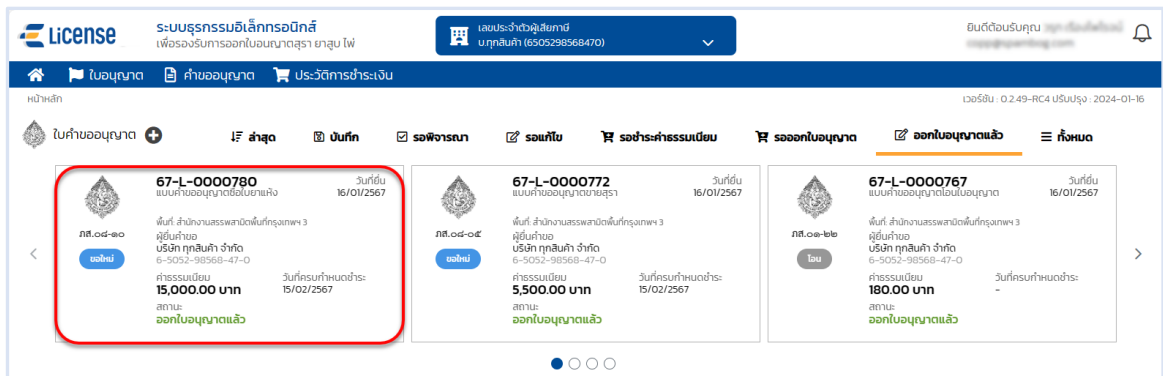 License
ระบบธุรกรรมอิเล็กทรอนิกส์
เพื่อรองรับการออกใบอนุญาตสุรา ยาสูบ ไพ่
เลขประจำตัวผู้เสียภาษี
บ.ทุกสินค้า (6505298568470)
ยินดีต้อนรับคุณ
ใบอนุญาต คำขออนุญาต ประวัติการชำระเงิน
หน้าหลัก
เวอร์ชัน : 0.2.49-RC4 ปรับปรุง : 2024-01-16
ใบคำขออนุญาต ล่าสุด บันทึก รอพิจารณา รอแก้ไข รอชำระค่าธรรมเนียม รอออกใบอนุญาต ออกใบอนุญาตแล้ว ทั้งหมด
67-L-0000780 วันที่ยื่น
แบบคำขออนุญาตซื้อใบยาแห้ง 16/01/2567
พื้นที่ สำนักงานสรรพสามิตพื้นที่กรุงเทพฯ 3
ภส.๐๘-๑๐
ผู้ยื่นคำขอ
บริษัท ทุกสินค้า จำกัด
ขอใหม่
6-5052-98568-47-0
ค่าธรรมเนียม วันที่ครบกำหนดชำระ
15,000.00 บาท 15/02/2567
สถานะ
ออกใบอนุญาตแล้ว
67-L-0000772 วันที่ยื่น
แบบคำขออนุญาตขายสุรา 16/01/2567
พื้นที่ สำนักงานสรรพสามิตพื้นที่กรุงเทพฯ 3
ภส.๐๘-๐๕
ผู้ยื่นคำขอ
บริษัท ทุกสินค้า จำกัด
ขอใหม่
6-5052-98568-47-0
ค่าธรรมเนียม วันที่ครบกำหนดชำระ
5,500.00 บาท 15/02/2567
สถานะ:
ออกใบอนุญาตแล้ว
67-L-0000767 วันที่ยื่น
แบบคำขออนุญาตโอนใบอนุญาต 16/01/2567
พื้นที่ สำนักงานสรรพสามิตพื้นที่กรุงเทพฯ 3
ภส.๐๑-๒๒
ผู้ยื่นคำขอ
บริษัท ทุกสินค้า จำกัด
โอน
6-5052-98568-47-0
ค่าธรรมเนียม วันที่ครบกำหนดชำระ
180.00 บาท -
สถานะ:
ออกใบอนุญาตแล้ว